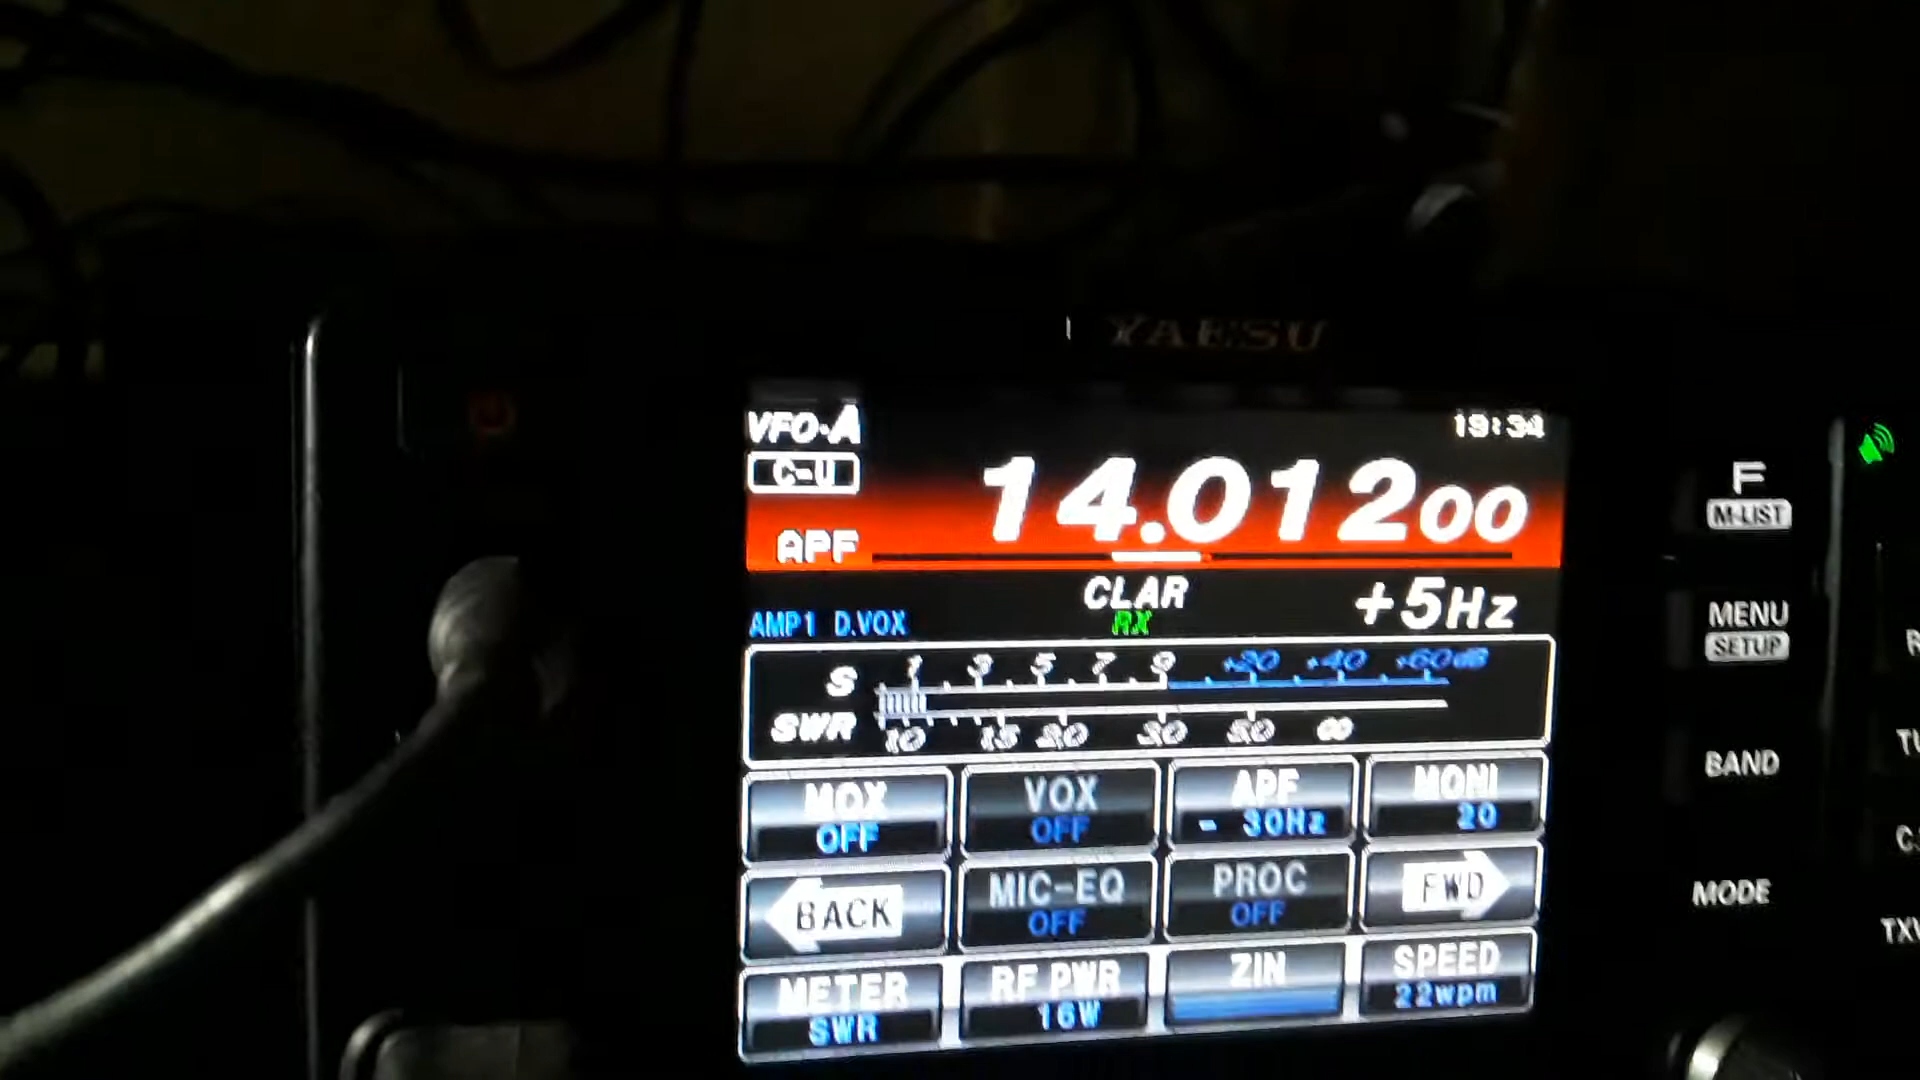 YAESU
VFO-A 19:34
C-U 14.01200
APF
CLAR +5Hz
AMP1 D.VOX RX
S 1 3 5 7 9 +20 +40 +60dB
SWR 10 15 20 30 50 ∞
MOX VOX APF MONI
OFF OFF - 30Hz 20
BACK MIC-EQ PROC FWD
OFF OFF
METER RF PWR ZIN SPEED
SWR 16W 22wpm
F
M-LIST
MENU
SETUP
BAND
MODE